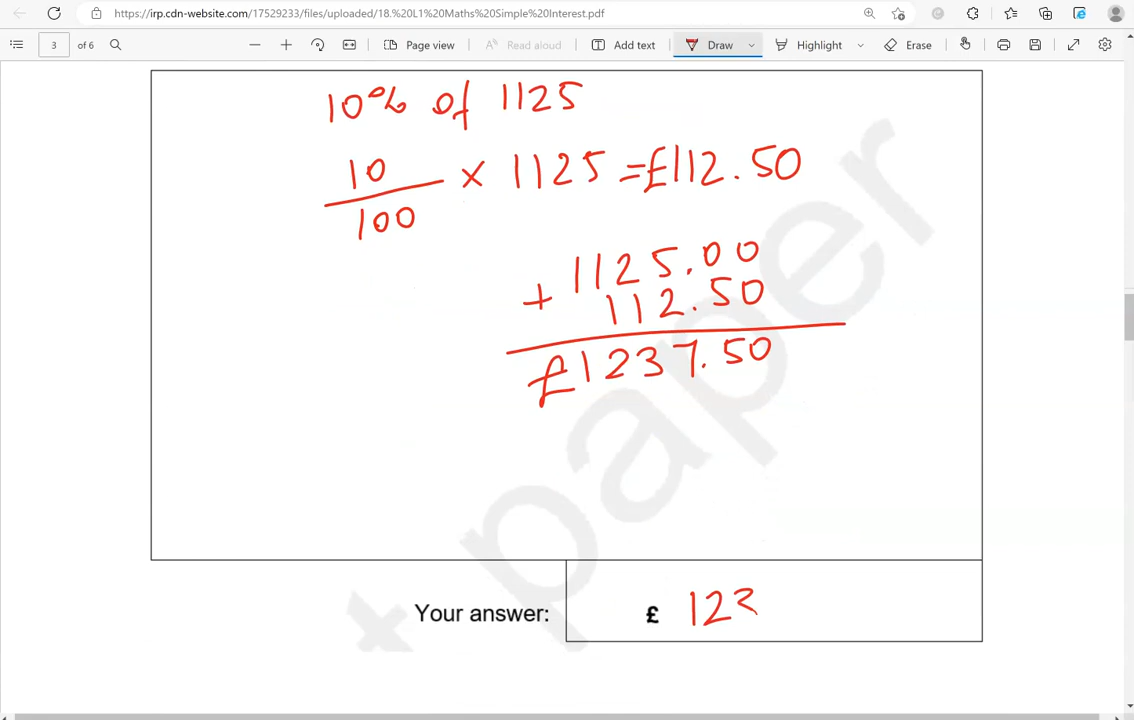 https://irp.cdn-website.com/17529233/files/uploaded/18.%20L1%20Maths%20Simple%20Interest.pdf
3 of 6 Page view Read aloud Add text Draw Highlight Erase
10% of 1125
10
100
× 1125 = £112.50
1125.00
+ 112.50
£1237.50
paper
Your answer: £ 123